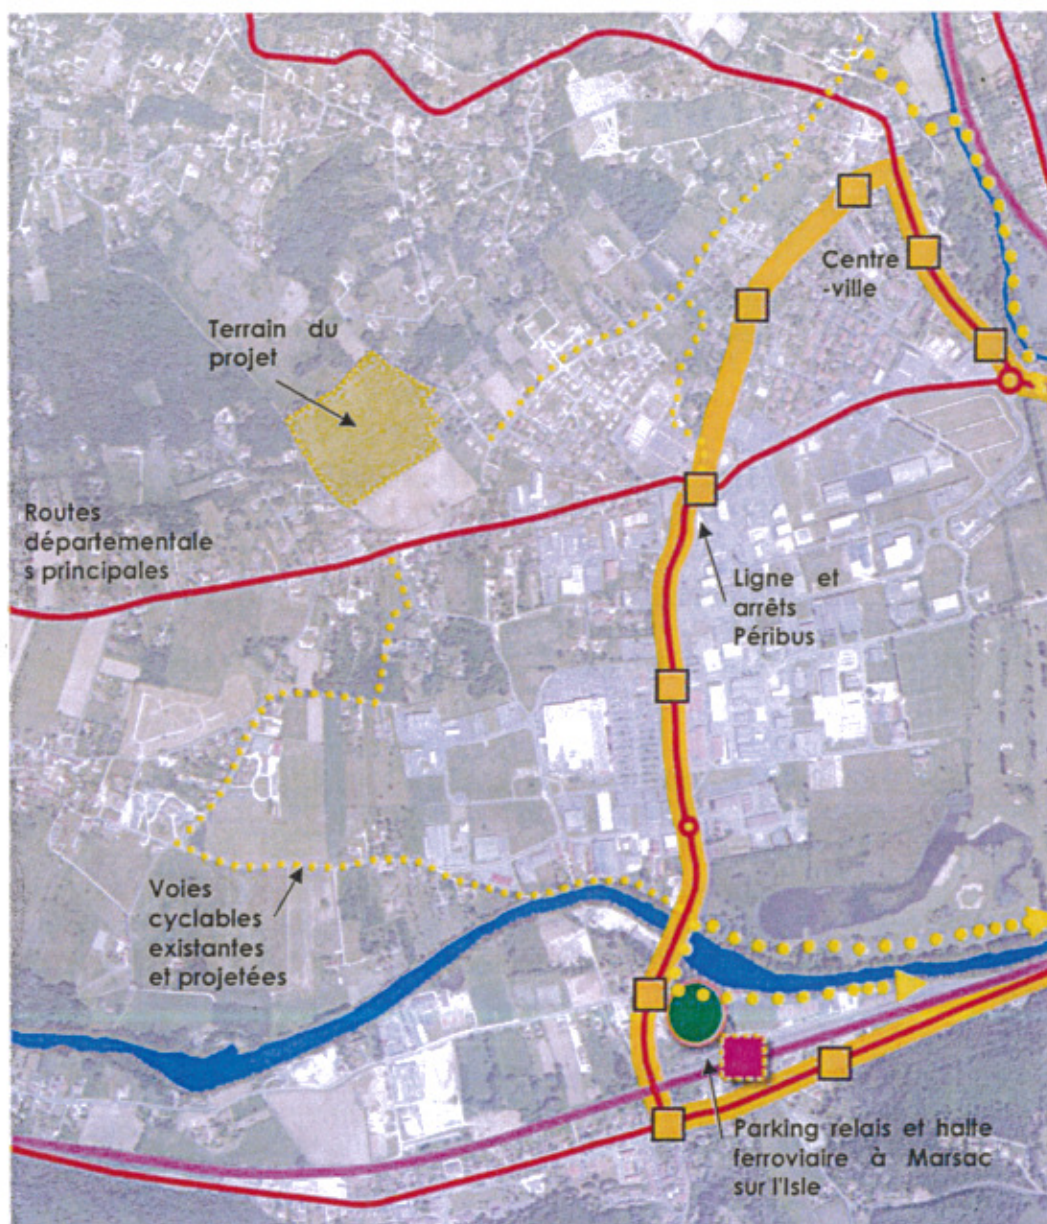 Centre
-ville
Terrain du
projet
Routes
départementale
s principales
Ligne et
arrêts
Péribus
Voies
cyclables
existantes
et projetées
Parking relais et halte
ferroviaire à Marsac
sur l'Isle